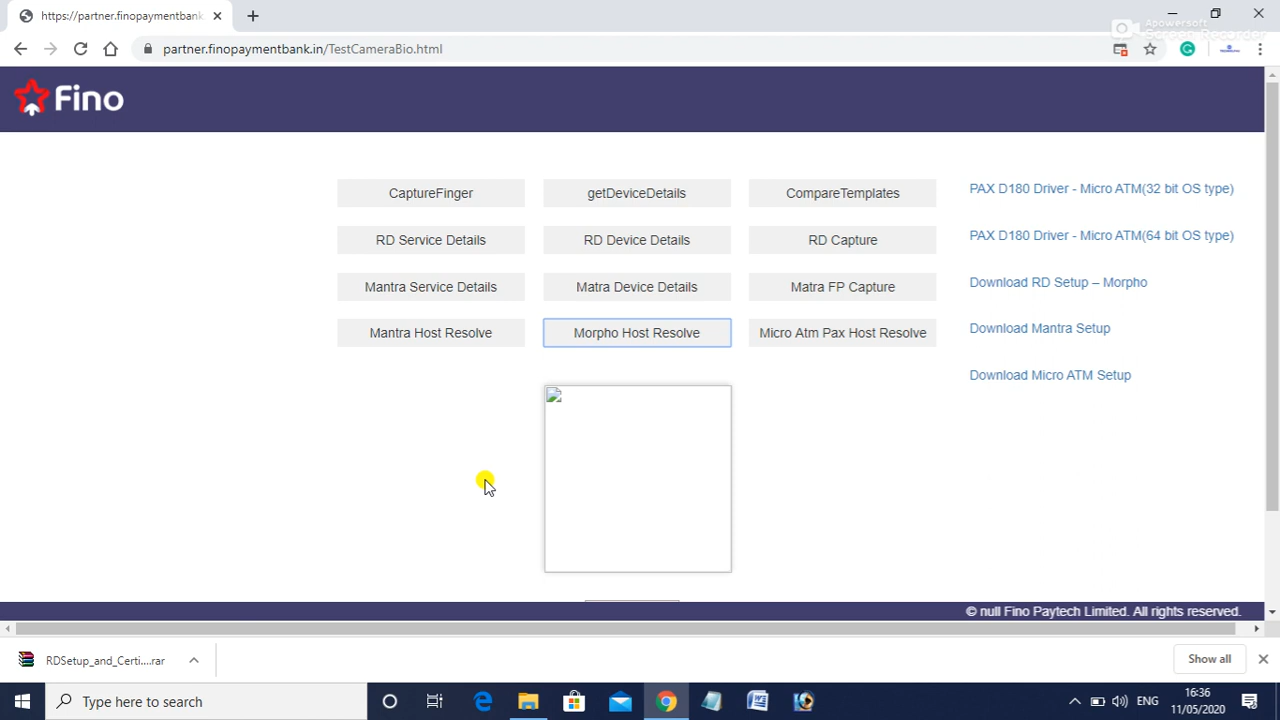 https://partner.finopaymentbank.
Apowersoft
Screen Recorder
partner.finopaymentbank.in/TestCameraBio.html
Fino
CaptureFinger
getDeviceDetails
CompareTemplates
PAX D180 Driver - Micro ATM(32 bit OS type)
RD Service Details
RD Device Details
RD Capture
PAX D180 Driver - Micro ATM(64 bit OS type)
Mantra Service Details
Matra Device Details
Matra FP Capture
Download RD Setup – Morpho
Mantra Host Resolve
Morpho Host Resolve
Micro Atm Pax Host Resolve
Download Mantra Setup
Download Micro ATM Setup
© null Fino Paytech Limited. All rights reserved.
RDSetup_and_Certi....rar
Show all
Type here to search
ENG
16:36
11/05/2020